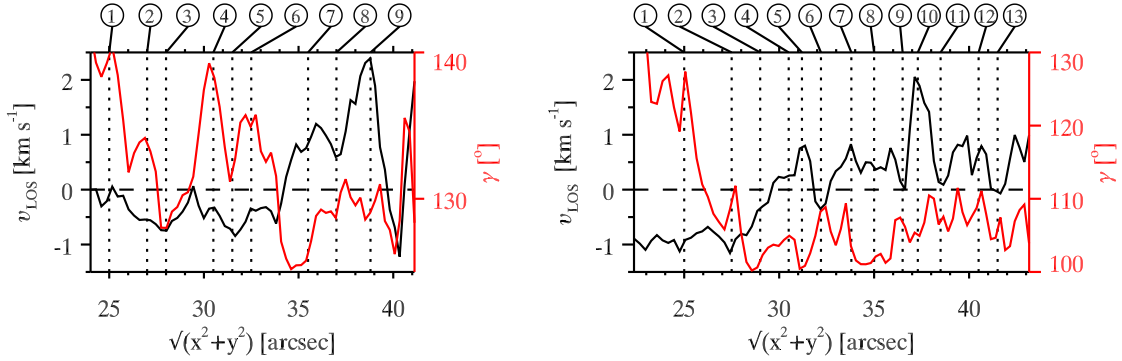 1 2 3 4 5 6 7 8 9
140
130
γ [°]
2
1
0
-1
v_LOS [km s⁻¹]
25 30 35 40
√(x²+y²) [arcsec]
1 2 3 4 5 6 7 8 9 10 11 12 13
130
120
110
100
γ [°]
2
1
0
-1
v_LOS [km s⁻¹]
25 30 35 40
√(x²+y²) [arcsec]